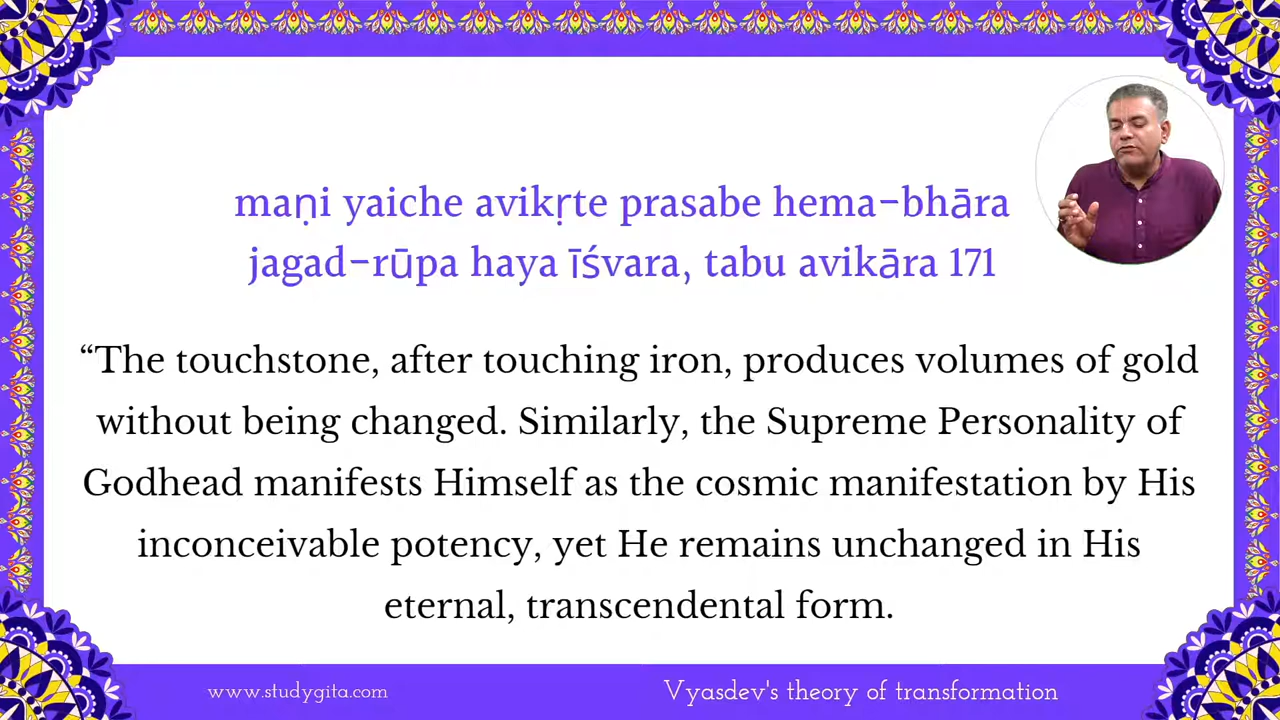 maṇi yaiche avikṛte prasabe hema-bhāra
jagad-rūpa haya īśvara, tabu avikāra 171
“The touchstone, after touching iron, produces volumes of gold
without being changed. Similarly, the Supreme Personality of
Godhead manifests Himself as the cosmic manifestation by His
inconceivable potency, yet He remains unchanged in His
eternal, transcendental form.
www.studygita.com
Vyasdev's theory of transformation